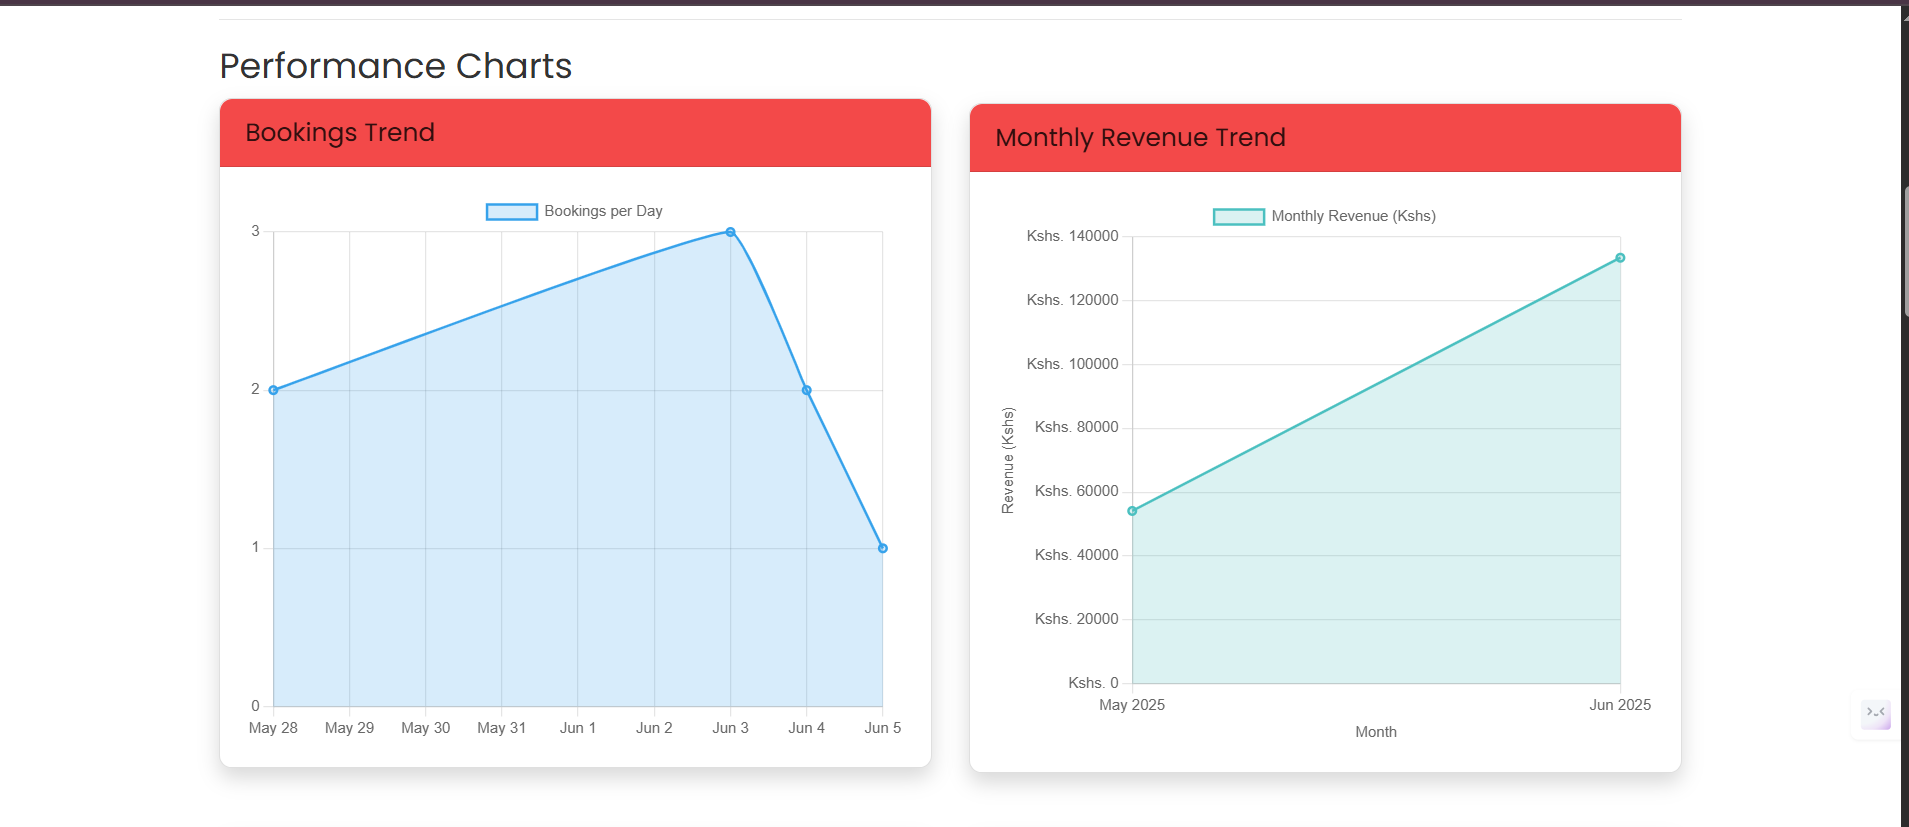 Performance Charts
Bookings Trend
Bookings per Day
3
2
1
0
May 28 May 29 May 30 May 31 Jun 1 Jun 2 Jun 3 Jun 4 Jun 5
Monthly Revenue Trend
Monthly Revenue (Kshs)
Kshs. 140000
Kshs. 120000
Kshs. 100000
Kshs. 80000
Kshs. 60000
Kshs. 40000
Kshs. 20000
Kshs. 0
Revenue (Kshs)
May 2025 Jun 2025
Month